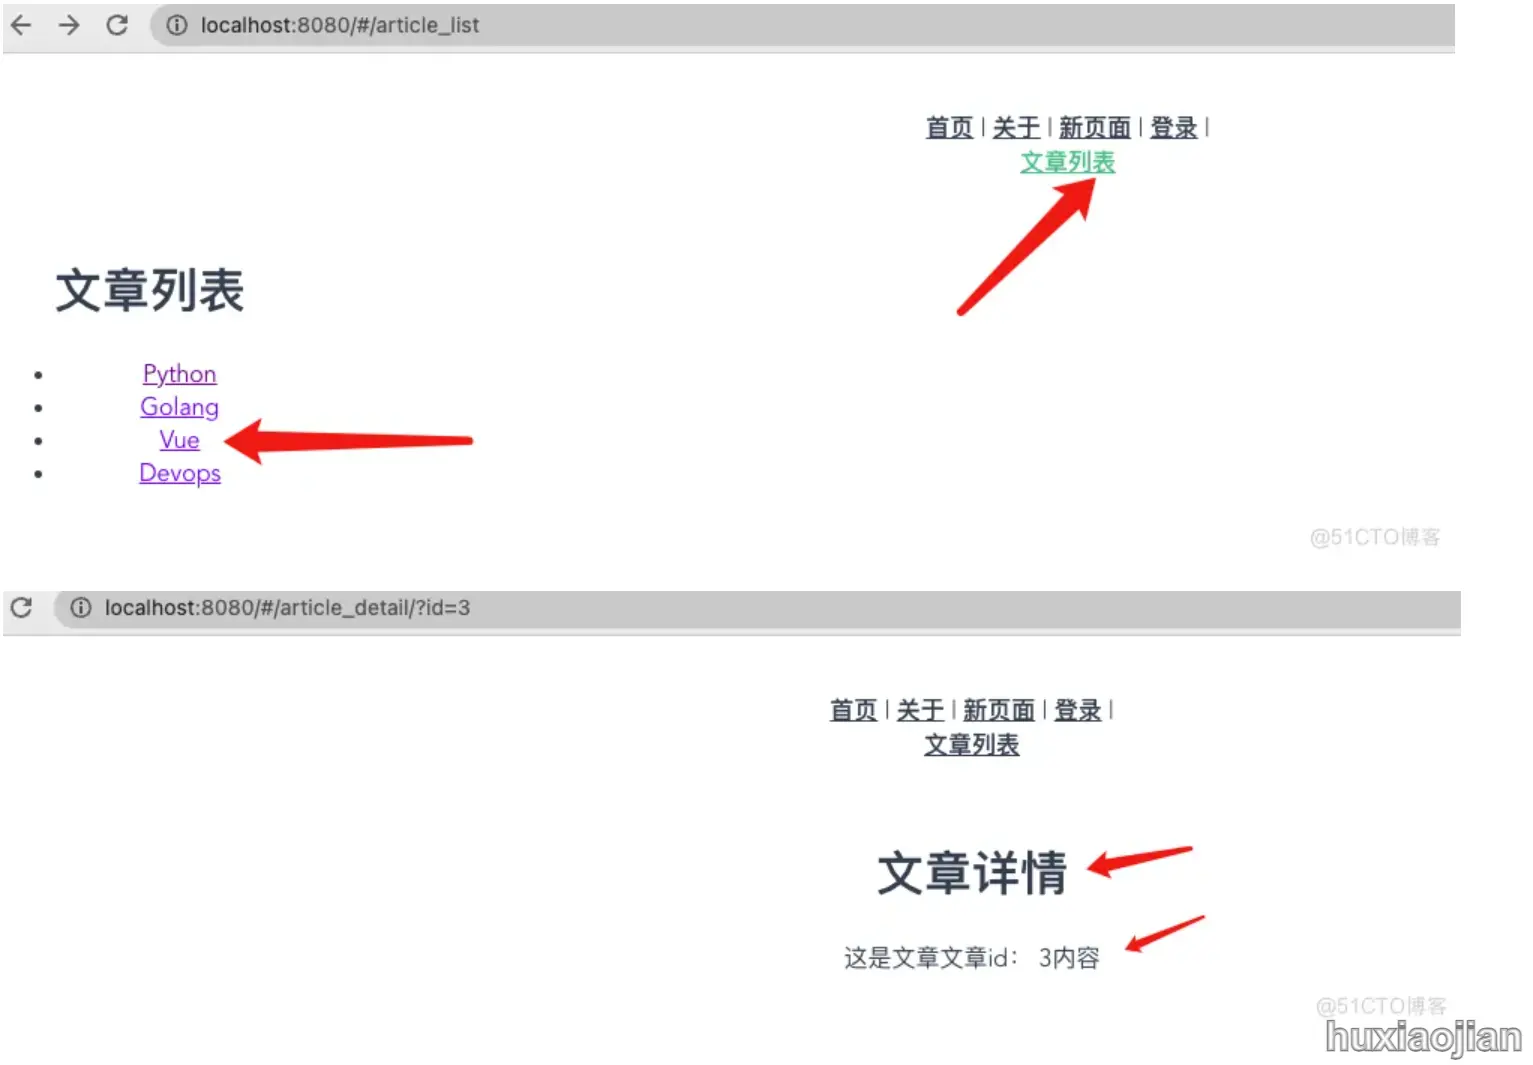 localhost:8080/#/article_list
首页 | 关于 | 新页面 | 登录 |
文章列表
文章列表
Python
Golang
Vue
Devops
@51CTO博客
localhost:8080/#/article_detail/?id=3
首页 | 关于 | 新页面 | 登录 |
文章列表
文章详情
这是文章文章id： 3内容
@51CTO博客
huxiaojian